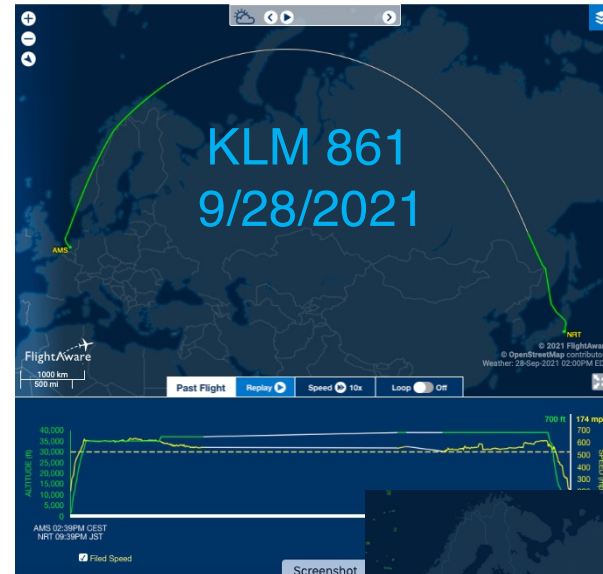 KLM 861
9/28/2021
AMS
NRT
© 2021 FlightAware
© OpenStreetMap contributo
Weather: 28-Sep-2021 02:00PM ED
FlightAware
1000 km
500 mi
Past Flight Replay Speed 10x Loop Off
700 ft 174 mp
40,000 700
35,000 600
30,000 500
25,000 400
20,000 300
15,000
10,000
5,000
0
ALTITUDE (ft)
AMS 02:39PM CEST
NRT 09:39PM JST
Filed Speed
Screenshot